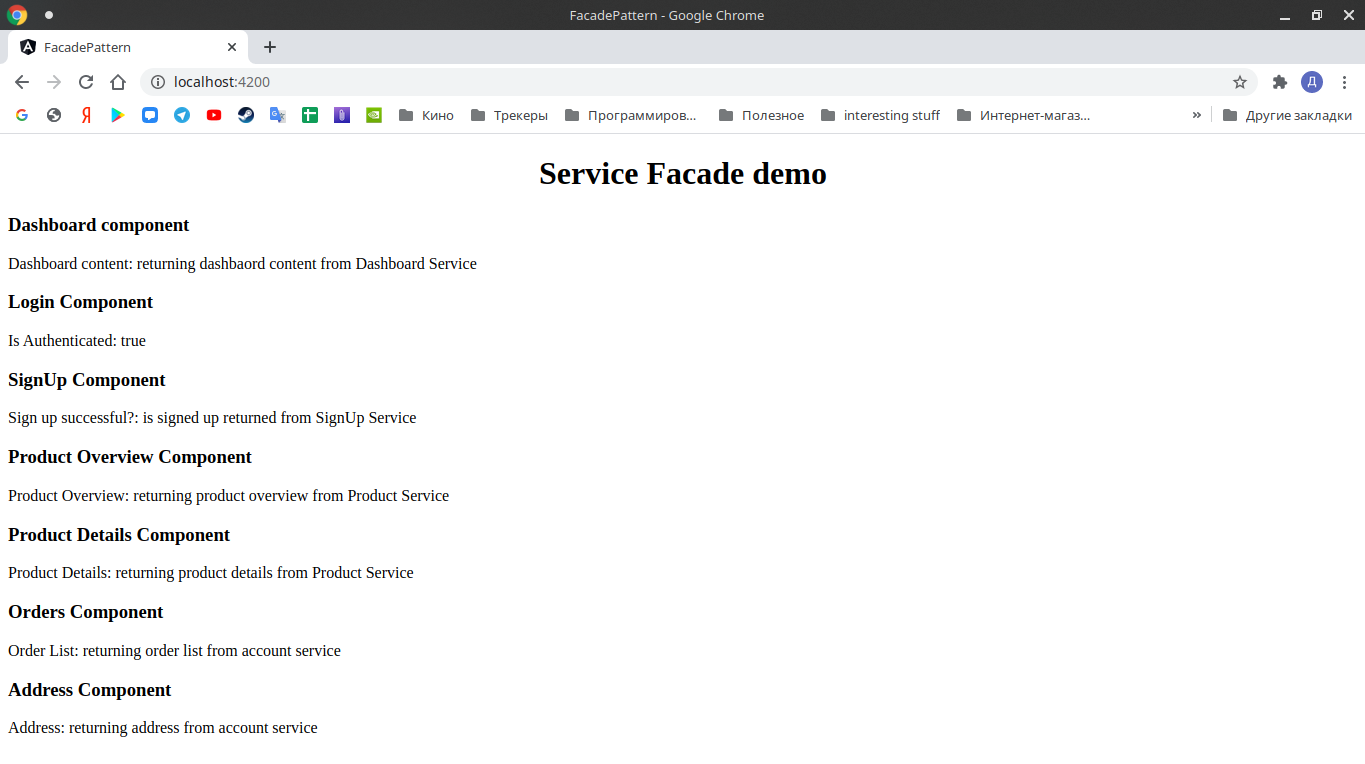 FacadePattern - Google Chrome
FacadePattern
localhost:4200
Кино Трекеры Программиров... Полезное interesting stuff Интернет-магаз... » Другие закладки
Service Facade demo
Dashboard component
Dashboard content: returning dashbaord content from Dashboard Service
Login Component
Is Authenticated: true
SignUp Component
Sign up successful?: is signed up returned from SignUp Service
Product Overview Component
Product Overview: returning product overview from Product Service
Product Details Component
Product Details: returning product details from Product Service
Orders Component
Order List: returning order list from account service
Address Component
Address: returning address from account service